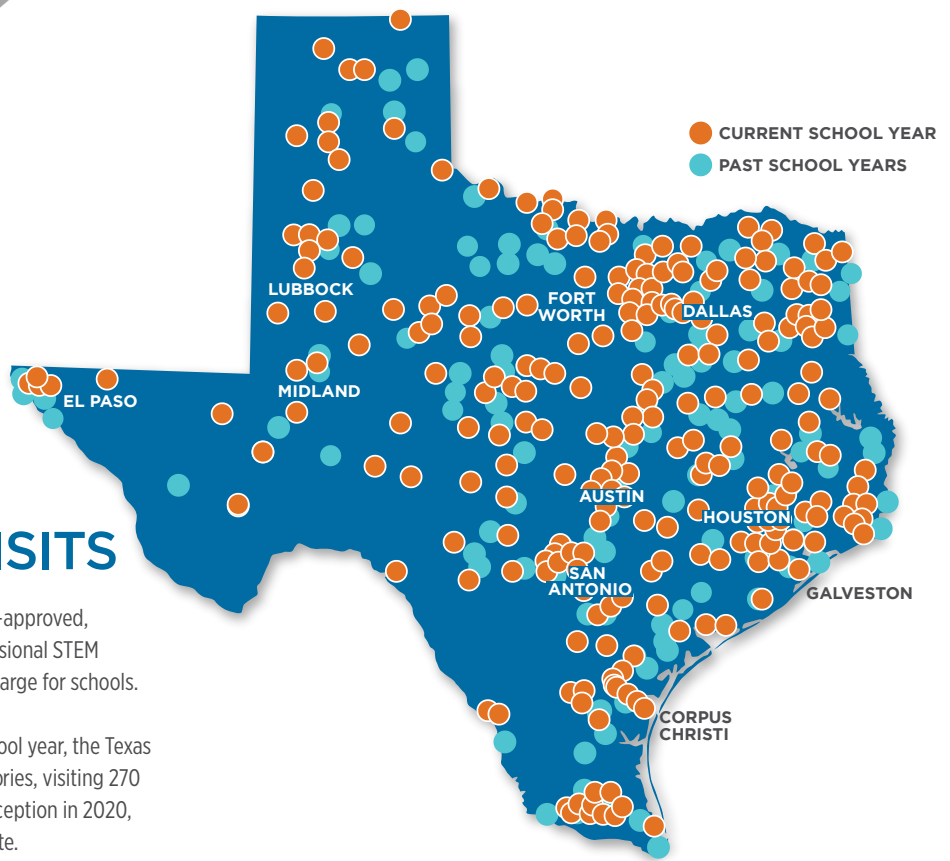 CURRENT SCHOOL YEAR
PAST SCHOOL YEARS
LUBBOCK
FORT
WORTH
DALLAS
MIDLAND
EL PASO
AUSTIN
HOUSTON
SAN
ANTONIO
GALVESTON
CORPUS
CHRISTI
ISITS
-approved,
sional STEM
arge for schools.
ool year, the Texas
ories, visiting 270
ception in 2020,
te.